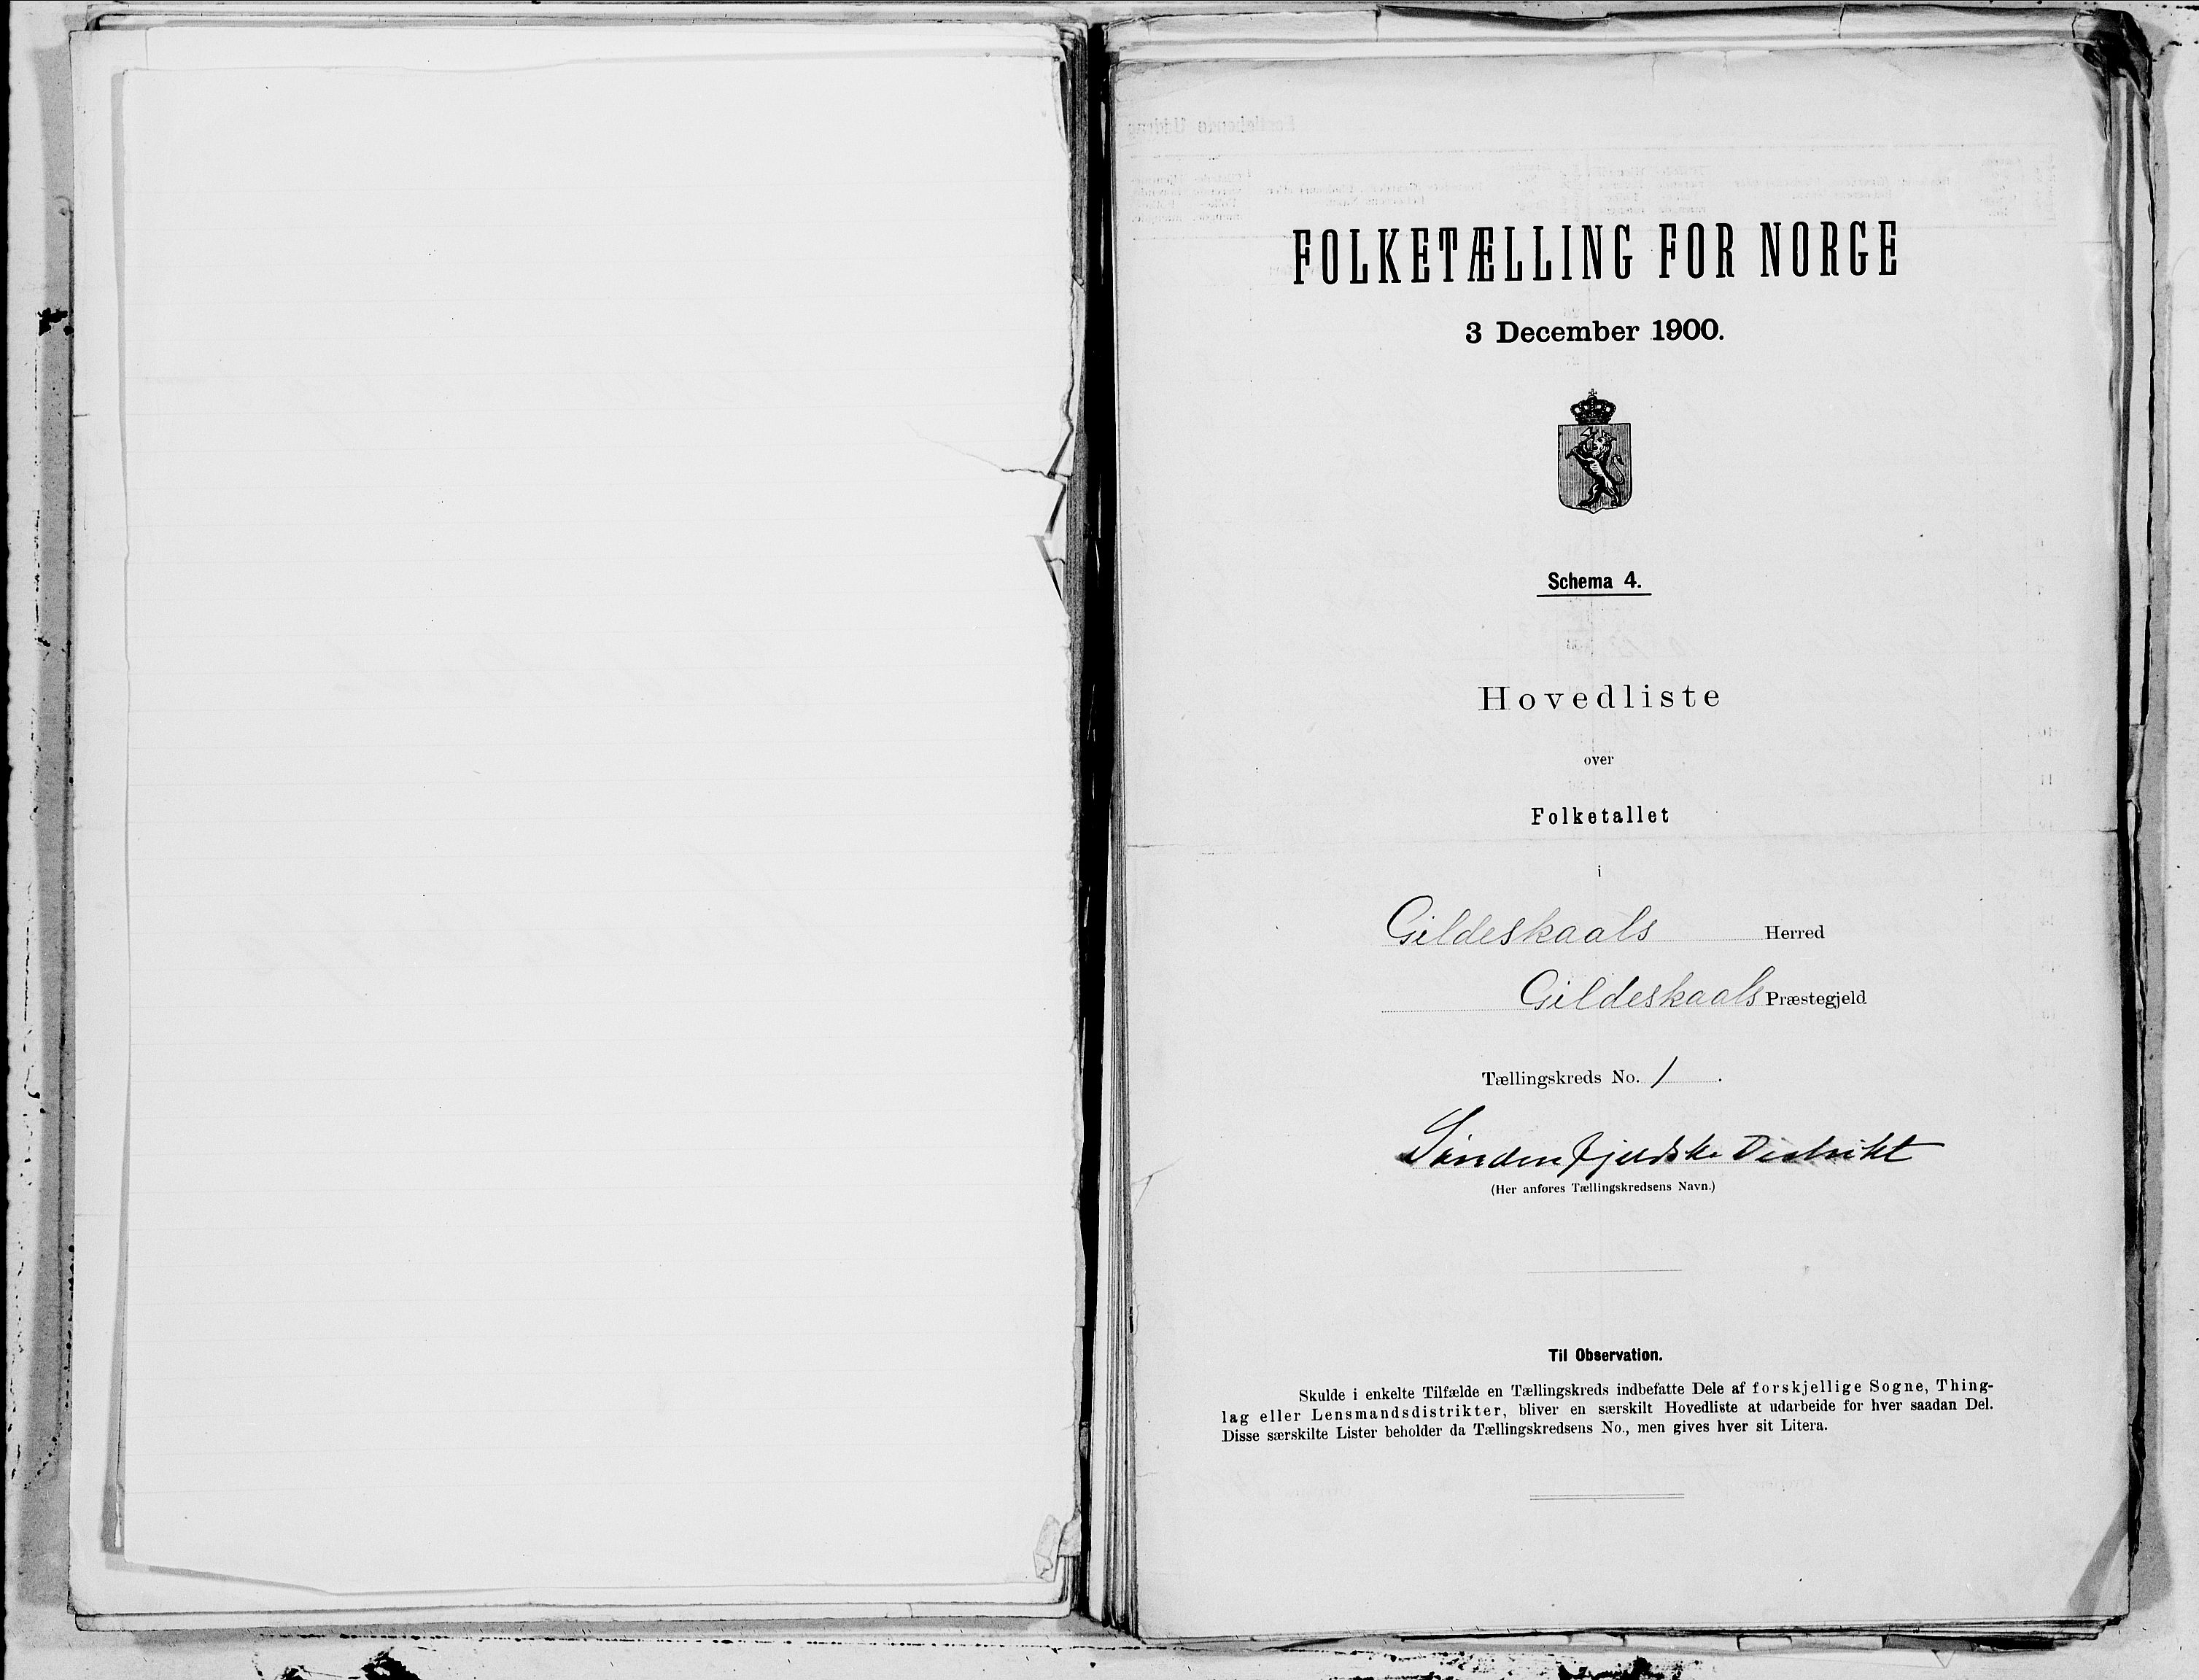 FOLKETÆLLING FOR NORGE
3 December 1900.
Schema 4.
Hovedliste
over
Folketallet
i
Gildeskaals Herred
Gildeskaals Præstegjeld
Tællingskreds No. 1.
Søndenfjeldske Distrikt
(Her anføres Tællingskredsens Navn.)
Til Observation.
Skulde i enkelte Tilfælde en Tællingskreds indbefatte Dele af forskjellige Sogne, Thing-
lag eller Lensmandsdistrikter, bliver en særskilt Hovedliste at udarbeide for hver saadan Del.
Disse særskilte Lister beholder da Tællingskredsens No., men gives hver sit Litera.